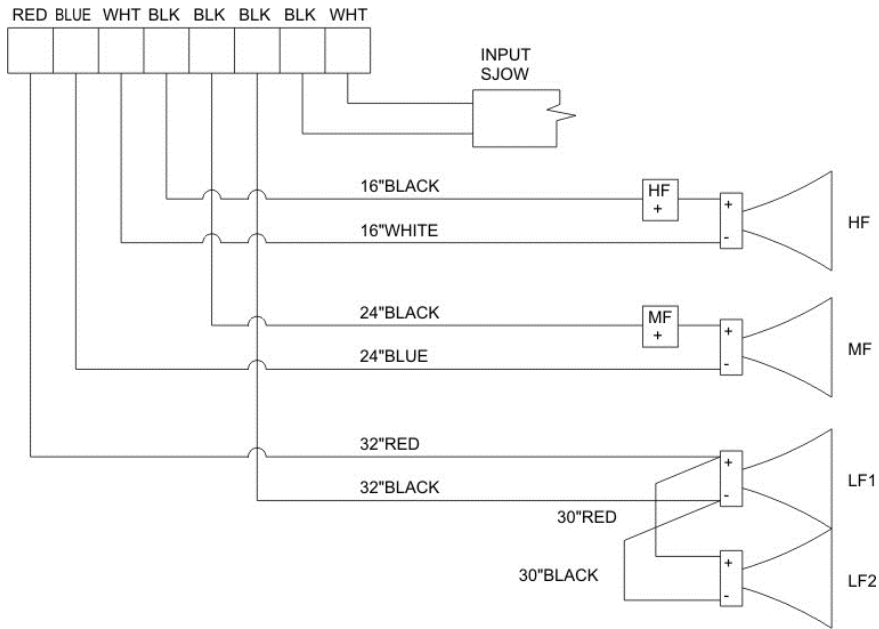 RED BLUE WHT BLK BLK BLK BLK WHT
INPUT
SJOW
16"BLACK
HF
+
+
-
16"WHITE
HF
24"BLACK
MF
+
+
-
24"BLUE
MF
32"RED
+
-
32"BLACK
LF1
30"RED
+
-
30"BLACK
LF2